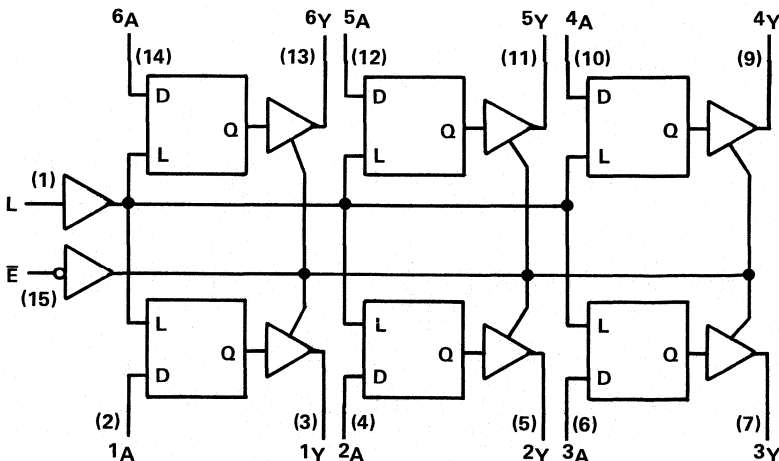 6A 6Y 5A 5Y 4A 4Y
(14) (13) (12) (11) (10) (9)
D D D
Q Q Q
L L L
(1)
L
E̅
(15)
L L L
Q Q Q
D D D
(2) (3) (4) (5) (6) (7)
1A 1Y 2A 2Y 3A 3Y